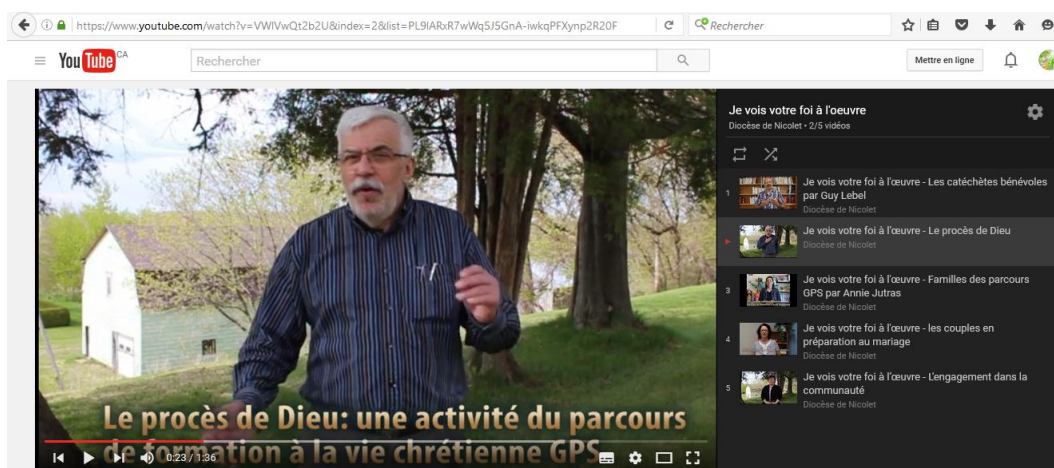 https://www.youtube.com/watch?v=VWlVwQt2b2U&index=2&list=PL9lARxR7wWq5J5GnA-iwkqPFXynp2R20F
Rechercher
YouTube CA
Rechercher
Mettre en ligne
Je vois votre foi à l'oeuvre
Diocèse de Nicolet • 2/5 vidéos
1
Je vois votre foi à l'œuvre - Les catéchètes bénévoles
par Guy Lebel
Diocèse de Nicolet
Je vois votre foi à l'œuvre - Le procès de Dieu
Diocèse de Nicolet
3
Je vois votre foi à l'œuvre - Familles des parcours
GPS par Annie Jutras
Diocèse de Nicolet
4
Je vois votre foi à l'œuvre - les couples en
préparation au mariage
Diocèse de Nicolet
5
Je vois votre foi à l'œuvre - L'engagement dans la
communauté
Diocèse de Nicolet
Le procès de Dieu: une activité du parcours
de formation à la vie chrétienne GPS
0:23 / 1:36